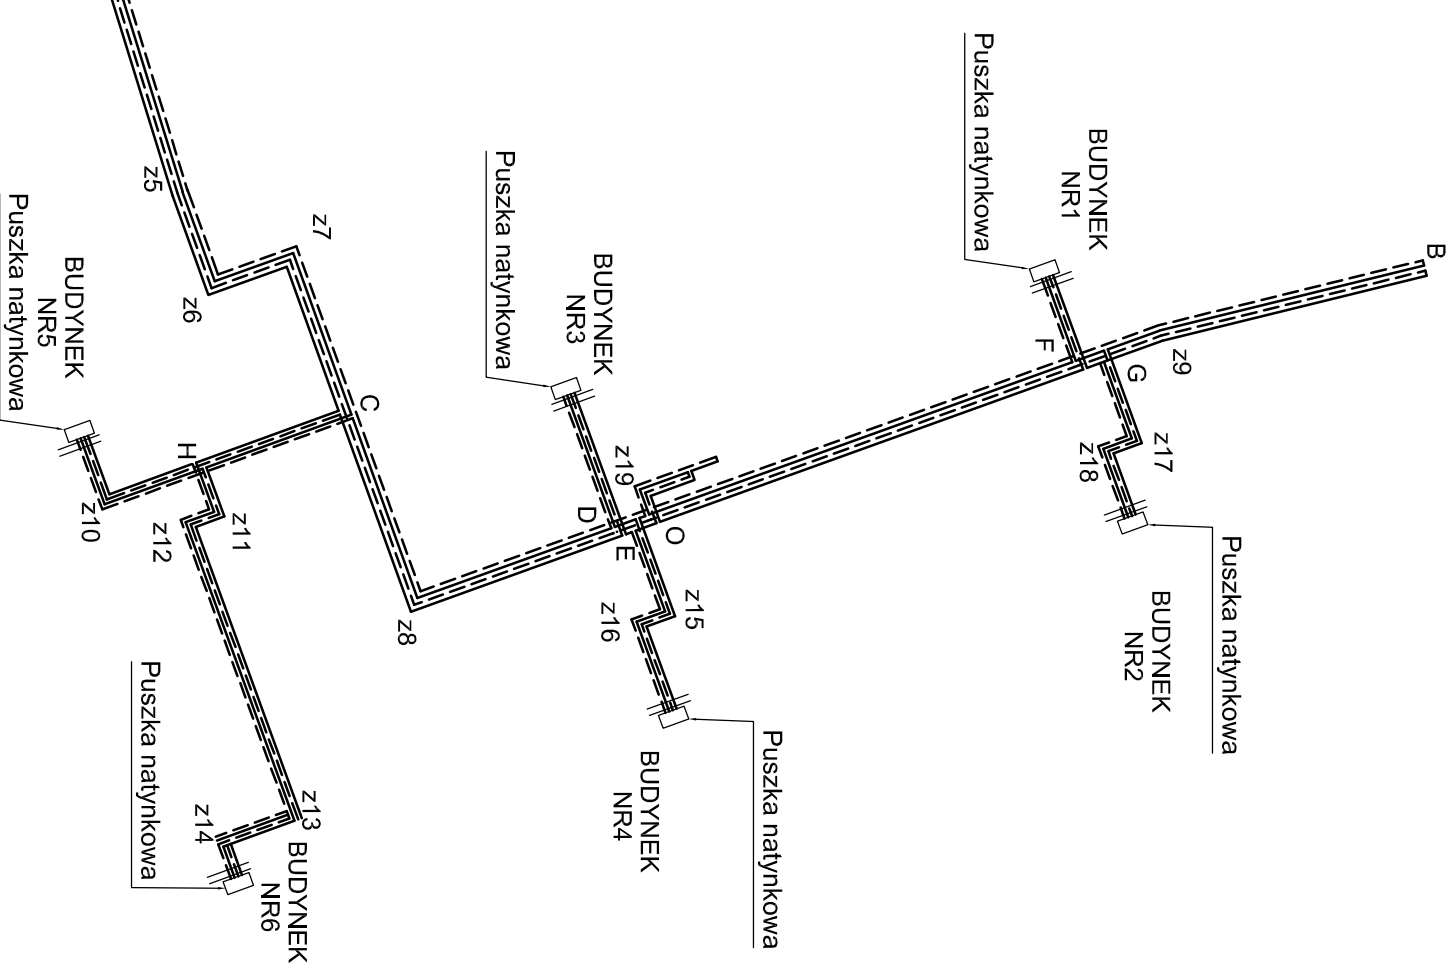 B
Puszka natynkowa
BUDYNEK
NR1
F
G
z9
z17
z18
Puszka natynkowa
BUDYNEK
NR2
Puszka natynkowa
BUDYNEK
NR3
z19
D
E
O
z15
z16
BUDYNEK
NR4
Puszka natynkowa
z5
z6
z7
C
z8
Puszka natynkowa
BUDYNEK
NR5
H
z10
z11
z12
z13
z14
BUDYNEK
NR6
Puszka natynkowa